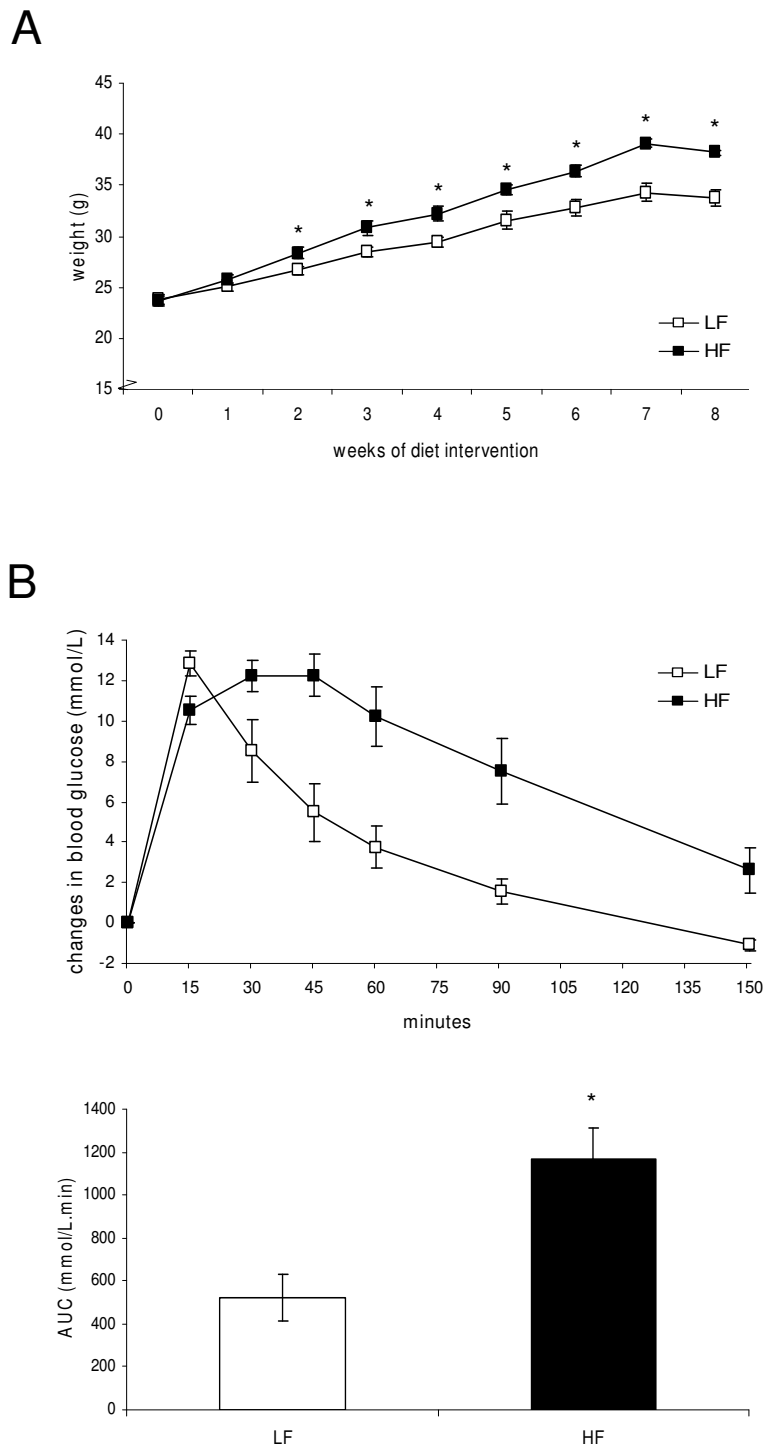 A
45
40
35
30
25
20
15
weight (g)
* * * * * * *
LF
HF
0 1 2 3 4 5 6 7 8
weeks of diet intervention
B
14
12
10
8
6
4
2
0
-2
changes in blood glucose (mmol/L)
LF
HF
0 15 30 45 60 75 90 105 120 135 150
minutes
1400
1200
1000
800
600
400
200
0
AUC (mmol/L.min)
*
LF HF